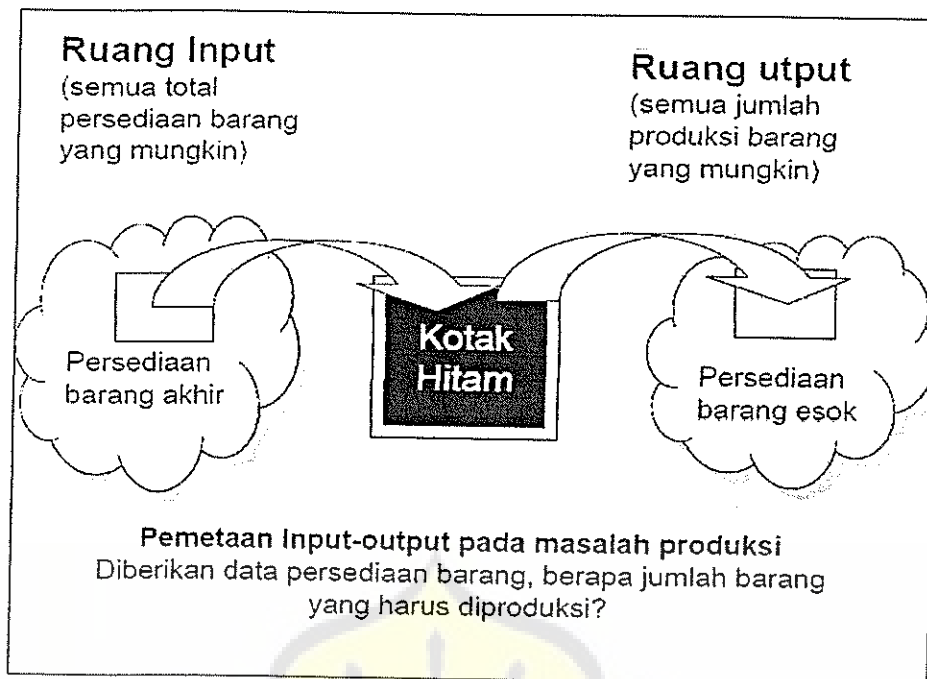 Ruang Input
(semua total
persediaan barang
yang mungkin)
Ruang utput
(semua jumlah
produksi barang
yang mungkin)
Kotak
Hitam
Persediaan
barang akhir
Persediaan
barang esok
Pemetaan Input-output pada masalah produksi
Diberikan data persediaan barang, berapa jumlah barang
yang harus diproduksi?